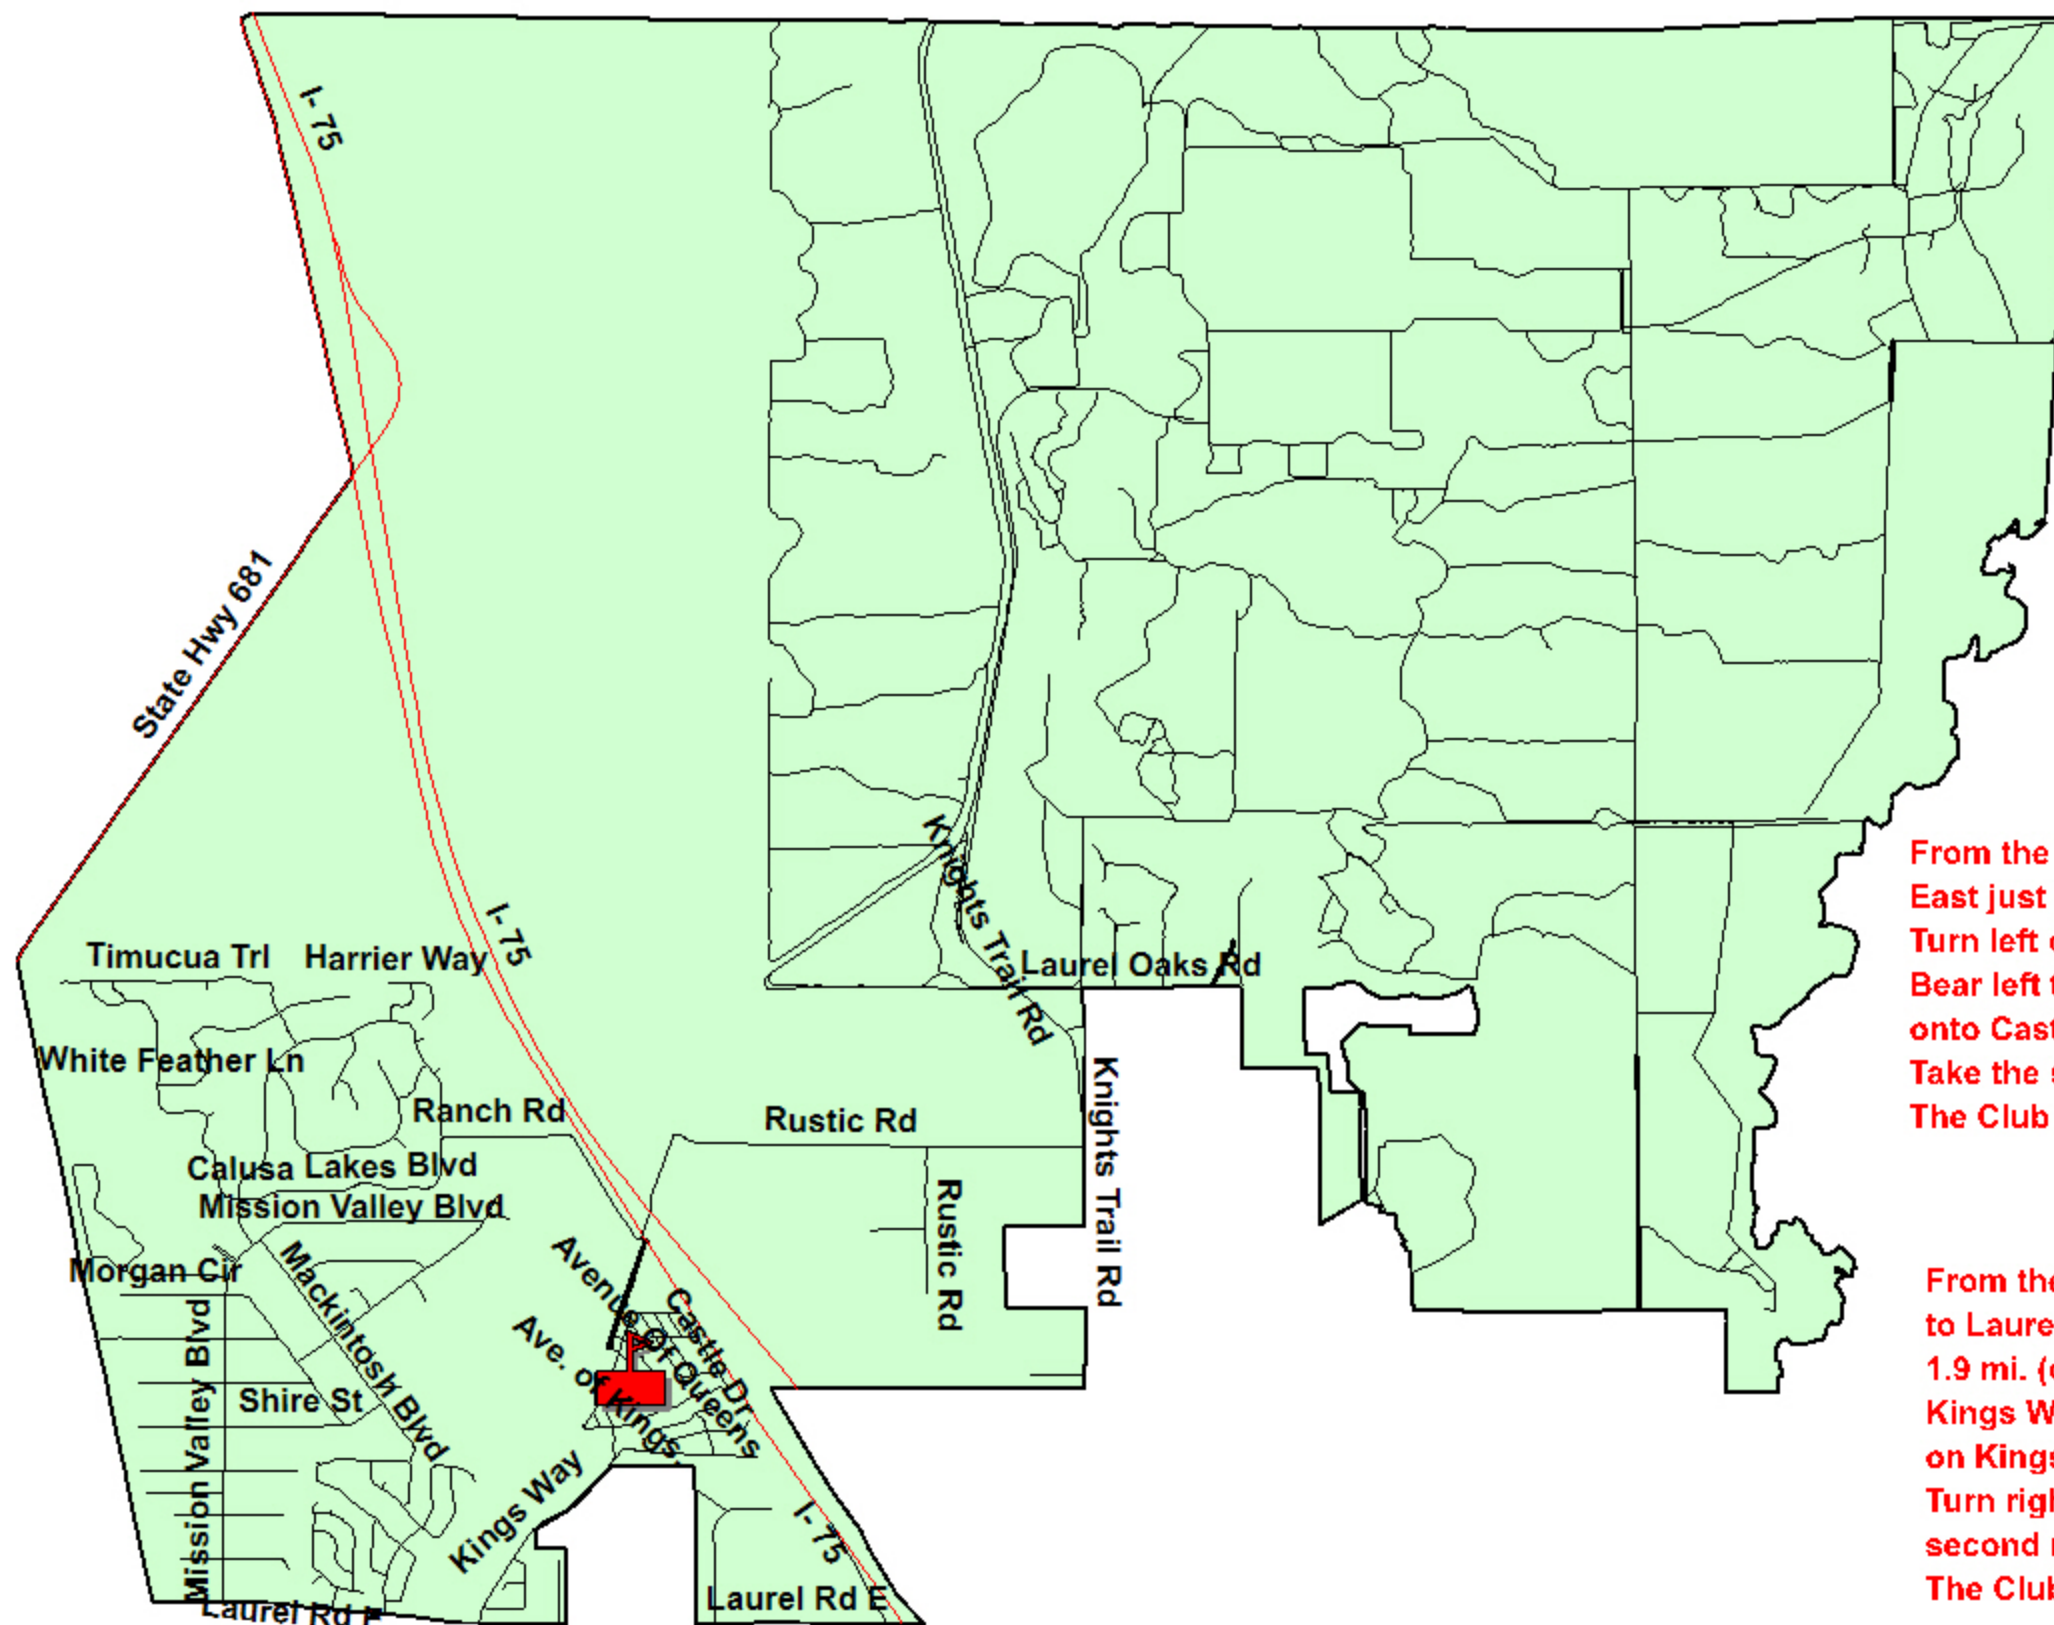 I- 75
State Hwy 681
Knights Trail Rd
From the
East just
Turn left
Bear left
onto Cast
Take the
The Club
I- 75
Timucua Trl
Harrier Way
Laurel Oaks Rd
White Feather Ln
Ranch Rd
Rustic Rd
Knights Trail Rd
Calusa Lakes Blvd
Mission Valley Blvd
Rustic Rd
Morgan Cir
Mackintosh Blvd
Avenue Of Queens
Castle Dr
Ave. of Kings.
Mission Valley Blvd
Shire St
Kings Way
I- 75
Laurel Rd E
Laurel Rd E
From the
to Laure
1.9 mi. (
Kings W
on Kings
Turn righ
second
The Club